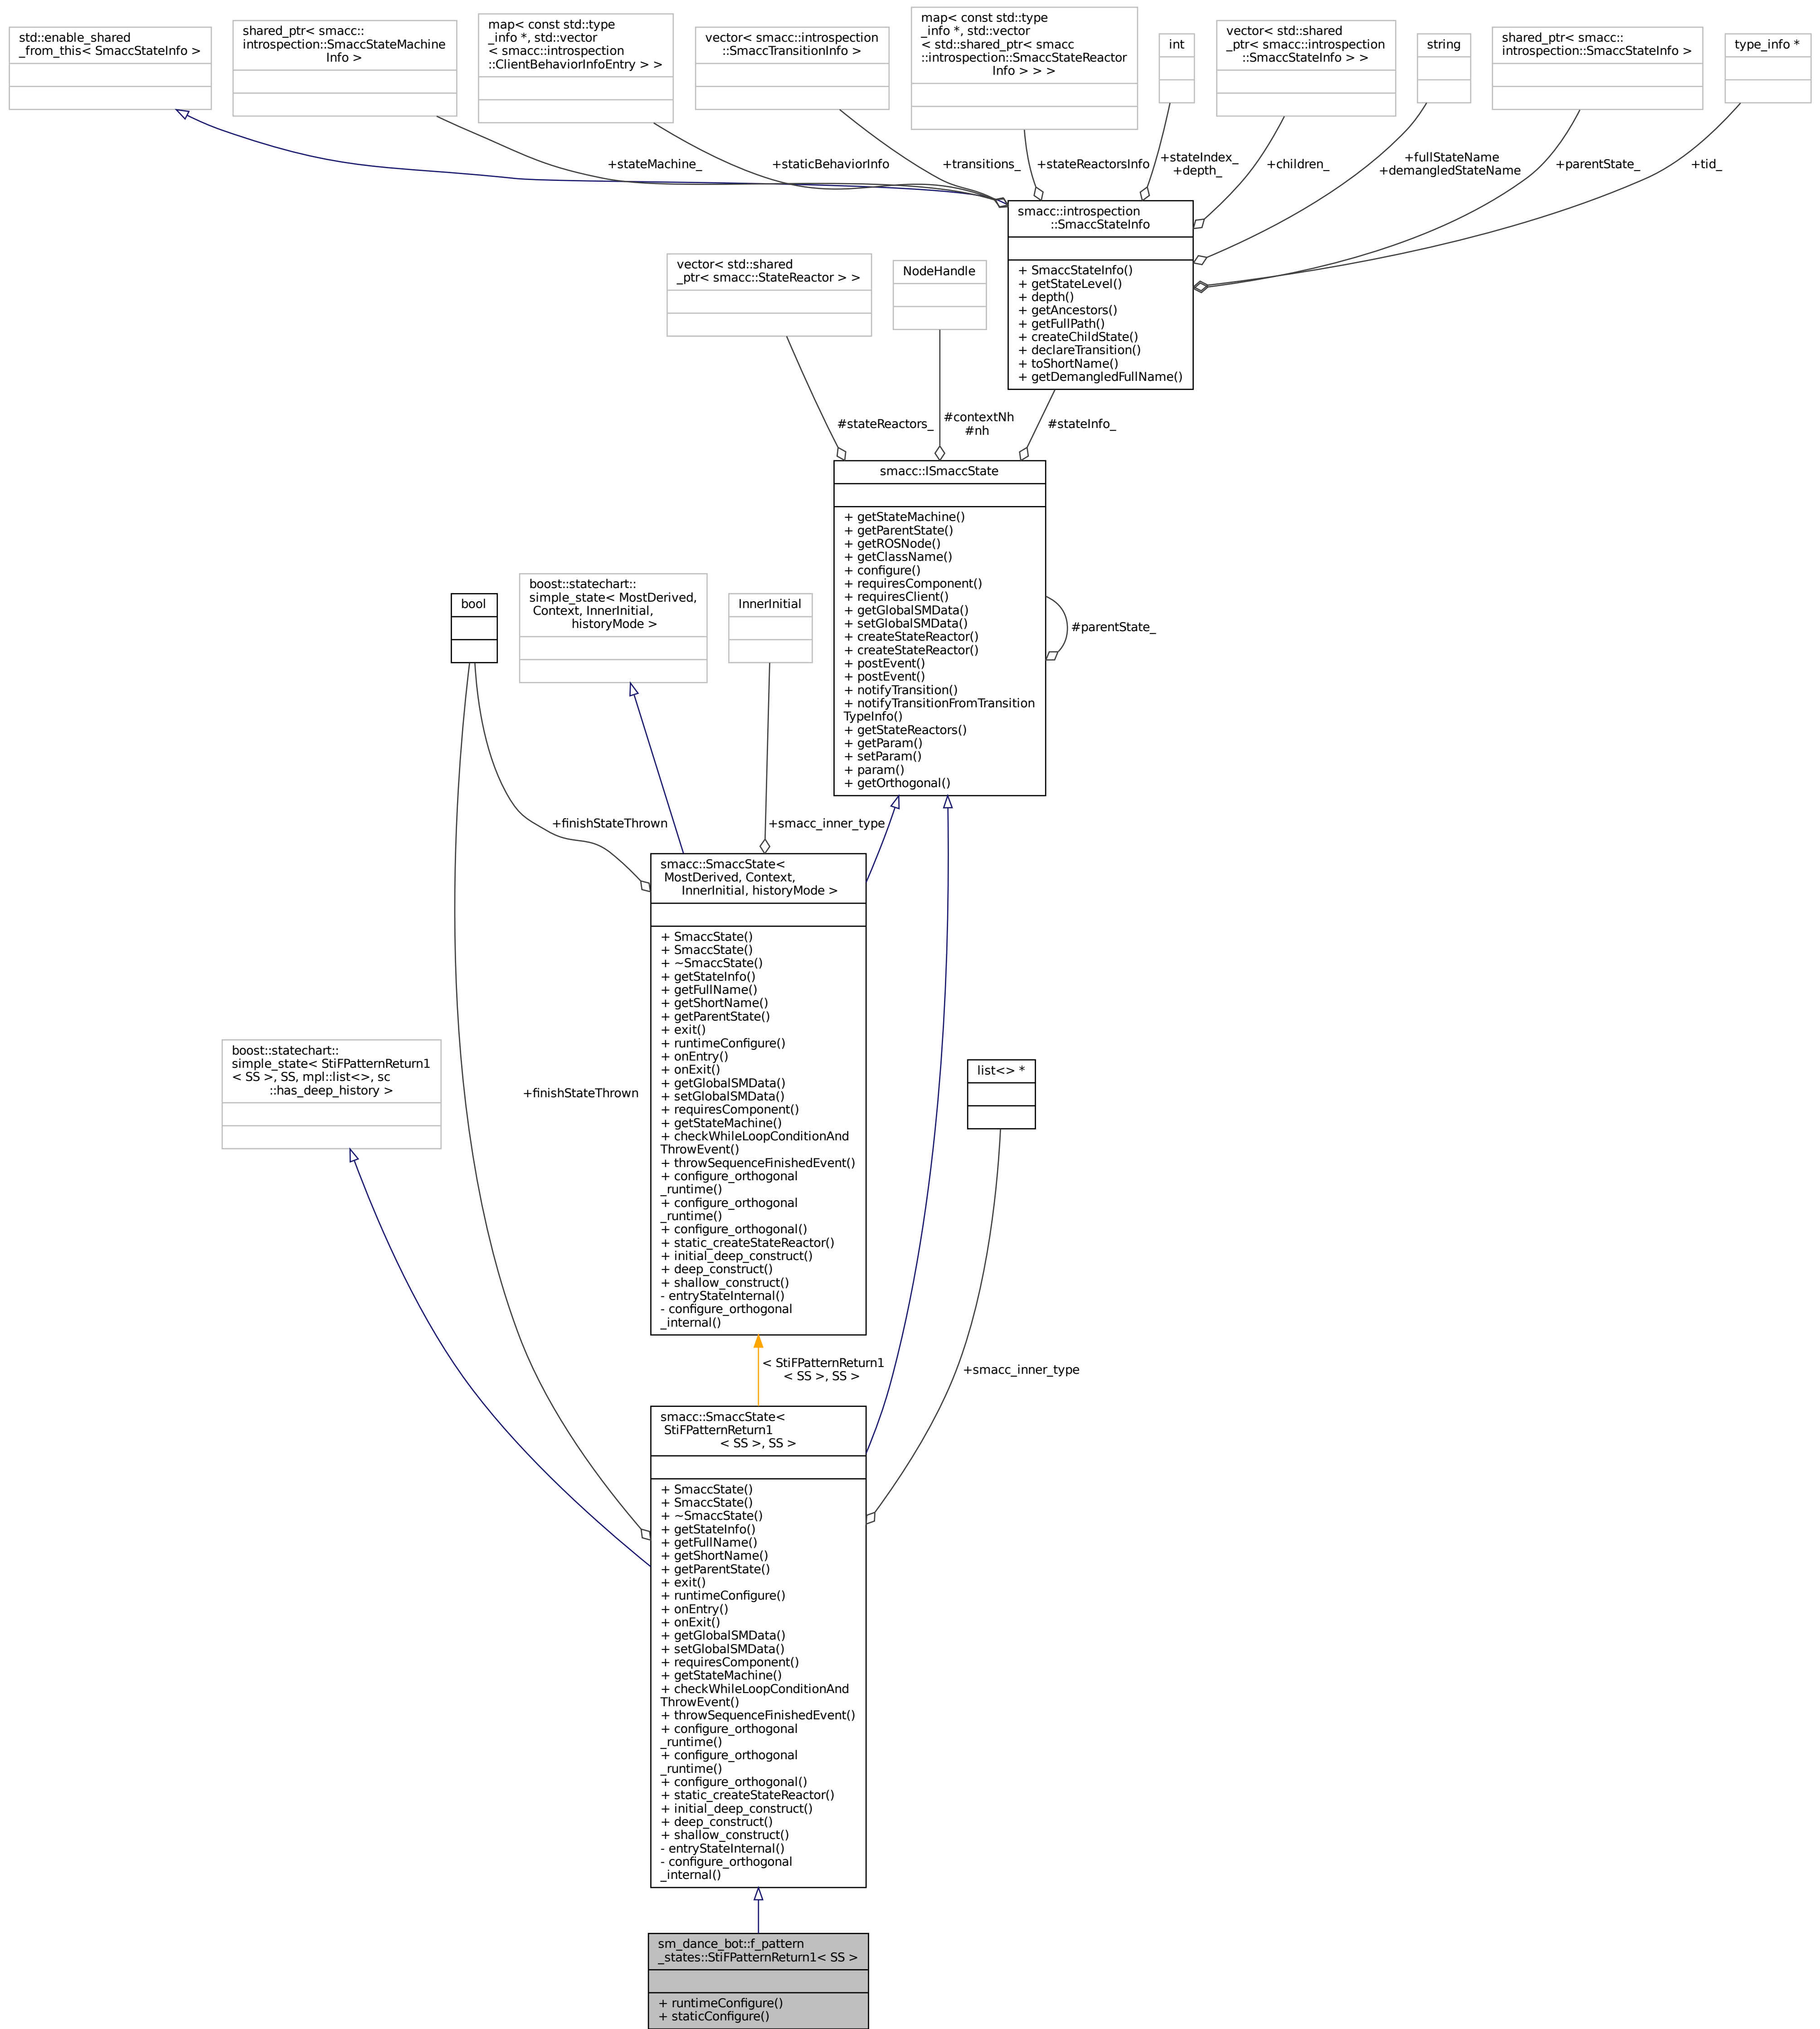 std::enable_shared
_from_this< SmaccStateInfo >
shared_ptr< smacc::
introspection::SmaccStateMachine
Info >
map< const std::type
_info *, std::vector
< smacc::introspection
::ClientBehaviorInfoEntry > >
vector< smacc::introspection
::SmaccTransitionInfo >
map< const std::type
_info *, std::vector
< std::shared_ptr< smacc
::introspection::SmaccStateReactor
Info > > >
int
vector< std::shared
_ptr< smacc::introspection
::SmaccStateInfo > >
string
shared_ptr< smacc::
introspection::SmaccStateInfo >
type_info *
+stateMachine_
+staticBehaviorInfo
+transitions_
+stateReactorsInfo
+stateIndex_
+depth_
+children_
+fullStateName
+demangledStateName
+parentState_
+tid_
smacc::introspection
::SmaccStateInfo
+ SmaccStateInfo()
+ getStateLevel()
+ depth()
+ getAncestors()
+ getFullPath()
+ createChildState()
+ declareTransition()
+ toShortName()
+ getDemangledFullName()
vector< std::shared
_ptr< smacc::StateReactor > >
NodeHandle
#stateReactors_
#contextNh
#nh
#stateInfo_
smacc::ISmaccState
+ getStateMachine()
+ getParentState()
+ getROSNode()
+ getClassName()
+ configure()
+ requiresComponent()
+ requiresClient()
+ getGlobalSMData()
+ setGlobalSMData()
+ createStateReactor()
+ createStateReactor()
+ postEvent()
+ postEvent()
+ notifyTransition()
+ notifyTransitionFromTransition
TypeInfo()
+ getStateReactors()
+ getParam()
+ setParam()
+ param()
+ getOrthogonal()
#parentState_
bool
boost::statechart::
simple_state< MostDerived,
Context, InnerInitial,
historyMode >
InnerInitial
+finishStateThrown
+smacc_inner_type
smacc::SmaccState<
MostDerived, Context,
InnerInitial, historyMode >
+ SmaccState()
+ SmaccState()
+ ~SmaccState()
+ getStateInfo()
+ getFullName()
+ getShortName()
+ getParentState()
+ exit()
+ runtimeConfigure()
+ onEntry()
+ onExit()
+ getGlobalSMData()
+ setGlobalSMData()
+ requiresComponent()
+ getStateMachine()
+ checkWhileLoopConditionAnd
ThrowEvent()
+ throwSequenceFinishedEvent()
+ configure_orthogonal
_runtime()
+ configure_orthogonal
_runtime()
+ configure_orthogonal()
+ static_createStateReactor()
+ initial_deep_construct()
+ deep_construct()
+ shallow_construct()
- entryStateInternal()
- configure_orthogonal
_internal()
boost::statechart::
simple_state< StiFPatternReturn1
< SS >, SS, mpl::list<>, sc
::has_deep_history >
+finishStateThrown
list<> *
< StiFPatternReturn1
< SS >, SS >
+smacc_inner_type
smacc::SmaccState<
StiFPatternReturn1
< SS >, SS >
+ SmaccState()
+ SmaccState()
+ ~SmaccState()
+ getStateInfo()
+ getFullName()
+ getShortName()
+ getParentState()
+ exit()
+ runtimeConfigure()
+ onEntry()
+ onExit()
+ getGlobalSMData()
+ setGlobalSMData()
+ requiresComponent()
+ getStateMachine()
+ checkWhileLoopConditionAnd
ThrowEvent()
+ throwSequenceFinishedEvent()
+ configure_orthogonal
_runtime()
+ configure_orthogonal
_runtime()
+ configure_orthogonal()
+ static_createStateReactor()
+ initial_deep_construct()
+ deep_construct()
+ shallow_construct()
- entryStateInternal()
- configure_orthogonal
_internal()
sm_dance_bot::f_pattern
_states::StiFPatternReturn1< SS >
+ runtimeConfigure()
+ staticConfigure()